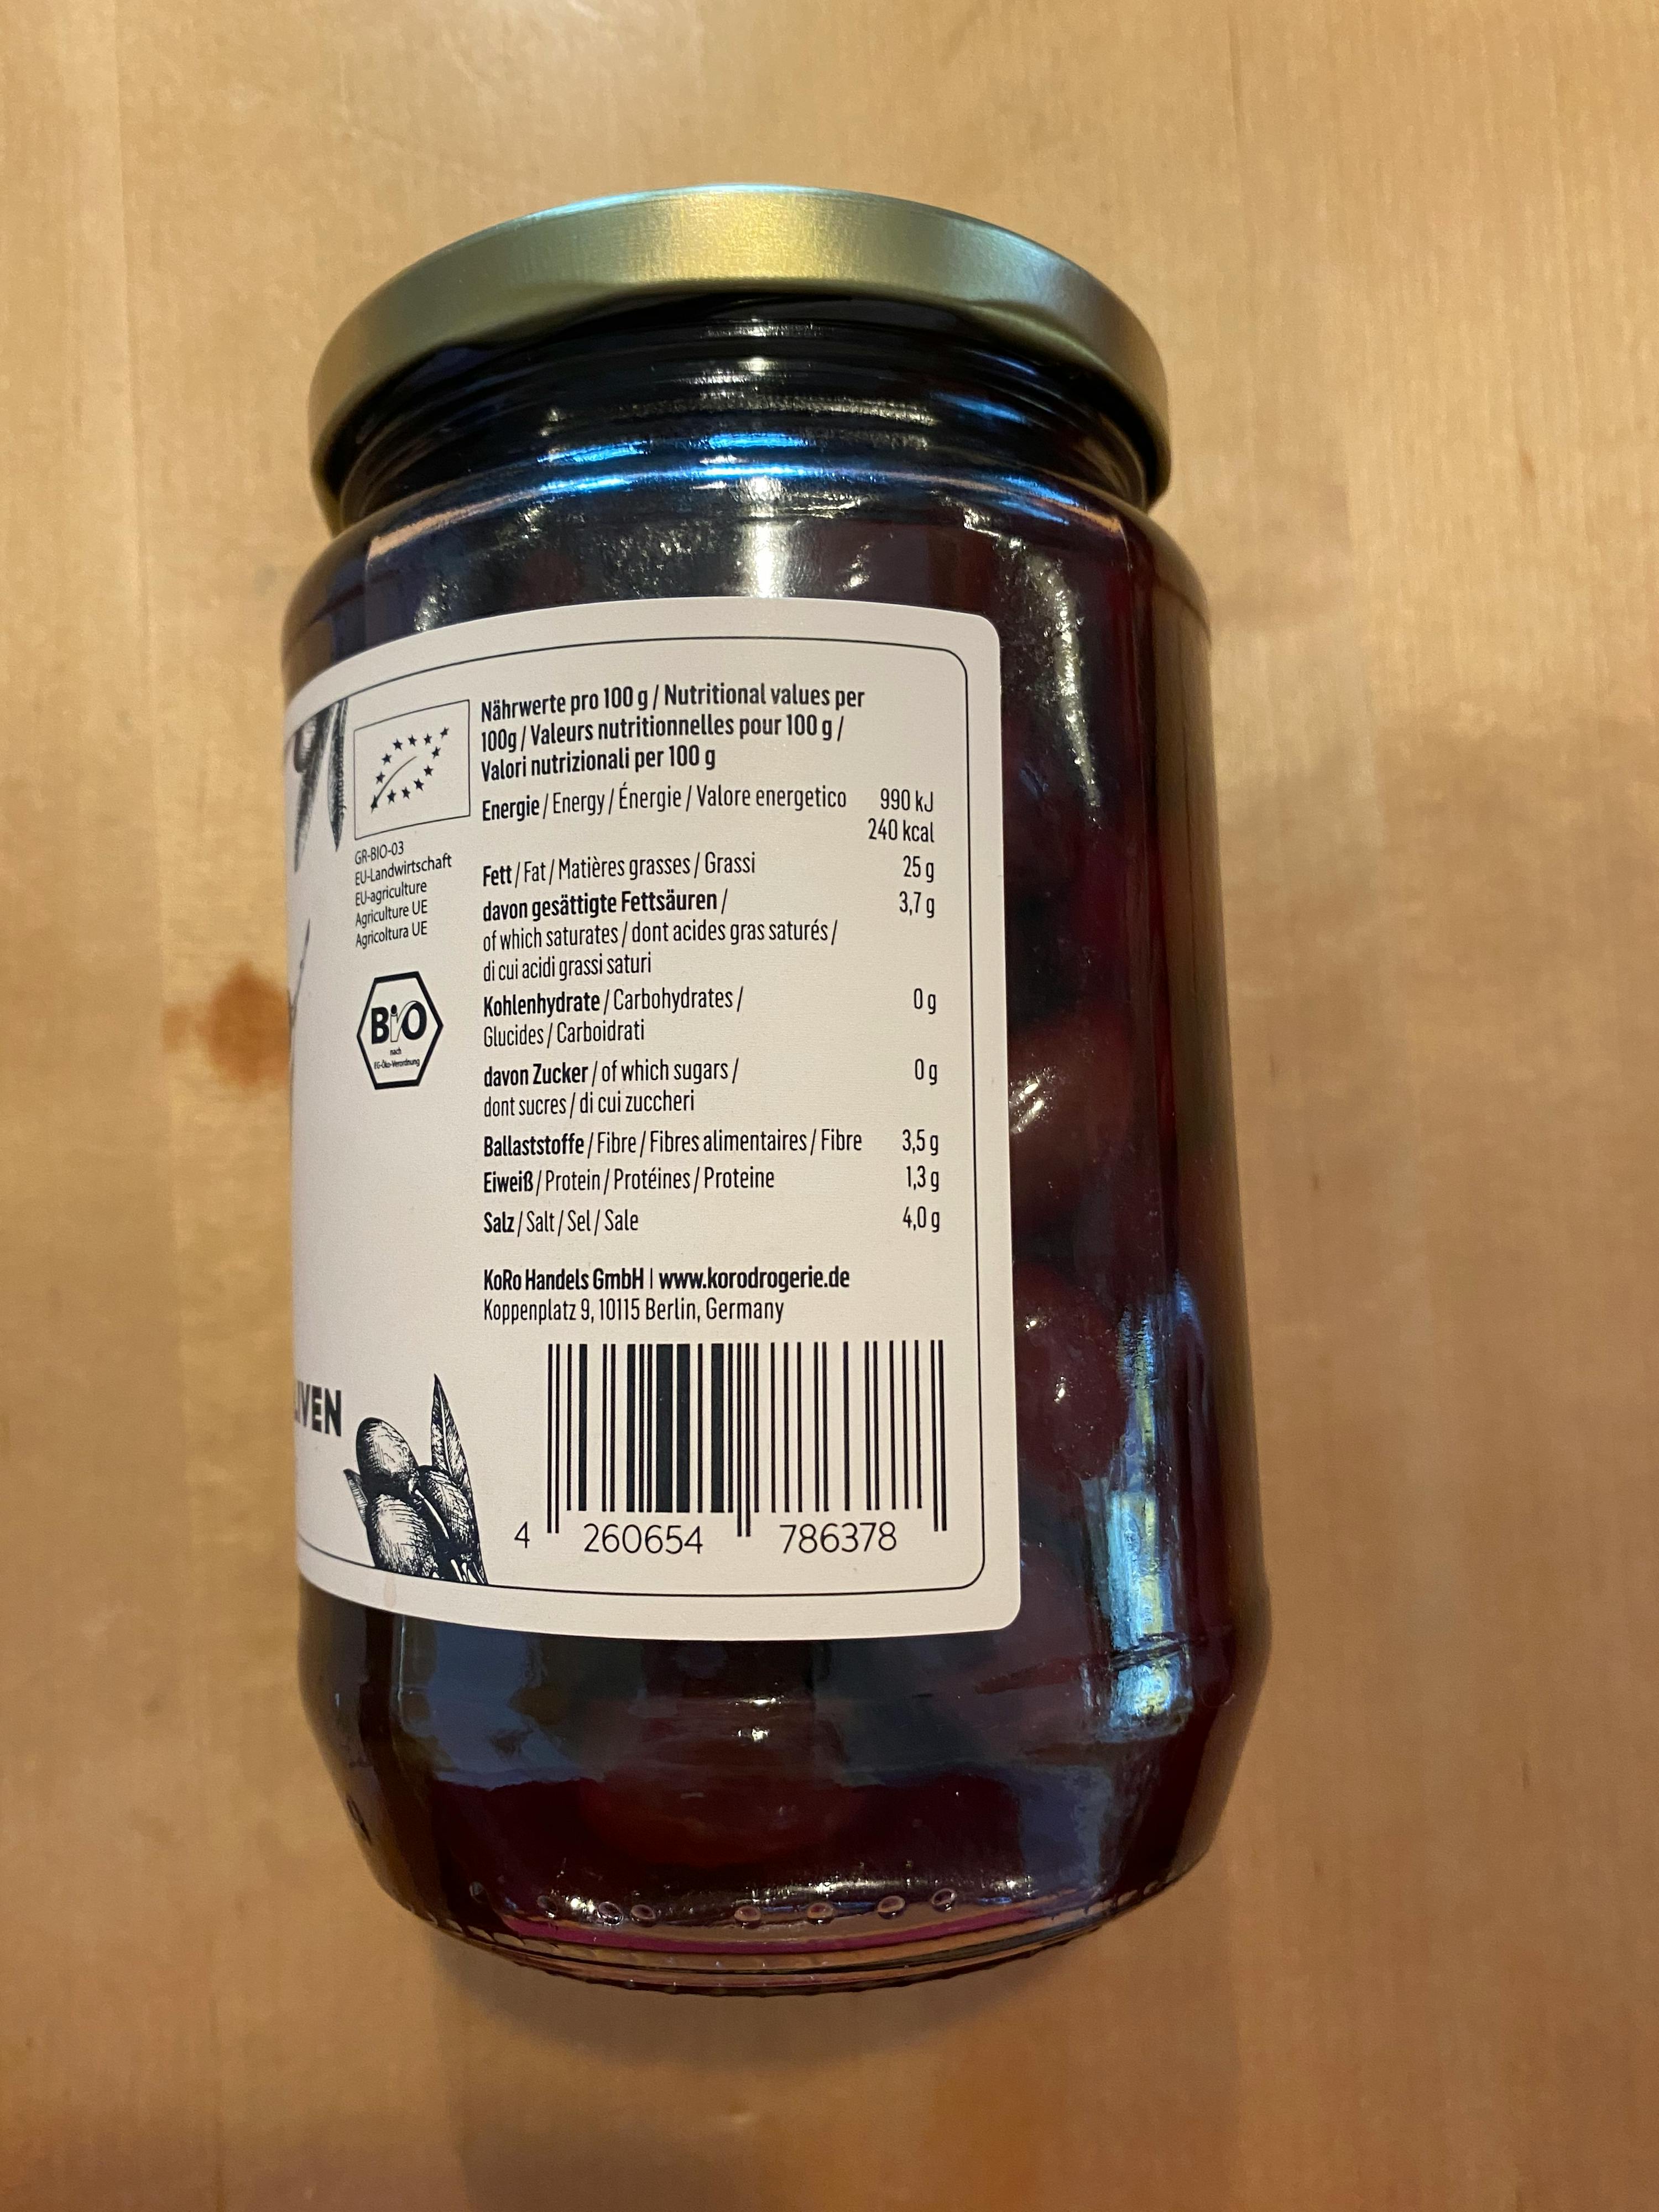 Nährwerte pro 100 g / Nutritional values per
100g / Valeurs nutritionnelles pour 100 g /
Valori nutrizionali per 100 g
Energie / Energy / Énergie / Valore energetico 990 kJ
240 kcal
Fett / Fat / Matières grasses / Grassi 25 g
davon gesättigte Fettsäuren / 3,7 g
of which saturates / dont acides gras saturés /
di cui acidi grassi saturi
Kohlenhydrate / Carbohydrates / 0 g
Glucides / Carboidrati
davon Zucker / of which sugars / 0 g
dont sucres / di cui zuccheri
Ballaststoffe / Fibre / Fibres alimentaires / Fibre 3,5 g
Eiweiß / Protein / Protéines / Proteine 1,3 g
Salz / Salt / Sel / Sale 4,0 g
KoRo Handels GmbH | www.korodrogerie.de
Koppenplatz 9, 10115 Berlin, Germany
4 260654 786378
GR-BIO-03
EU-Landwirtschaft
EU-agriculture
Agriculture UE
Agricoltura UE
BIO
nach
EG-Öko-Verordnung
IVEN